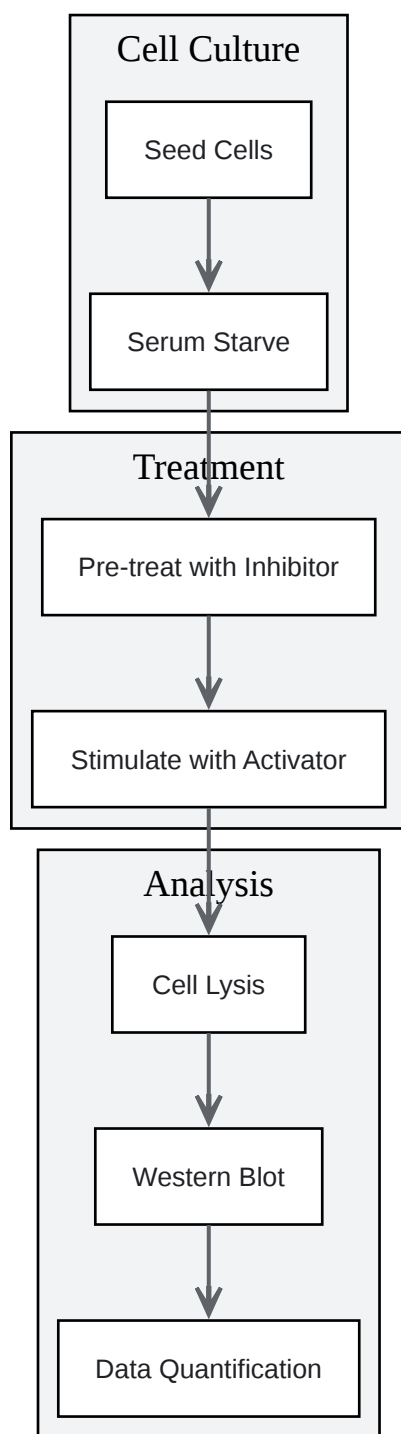 Cell Culture
Seed Cells
Serum Starve
Treatment
Pre-treat with Inhibitor
Stimulate with Activator
Analysis
Cell Lysis
Western Blot
Data Quantification